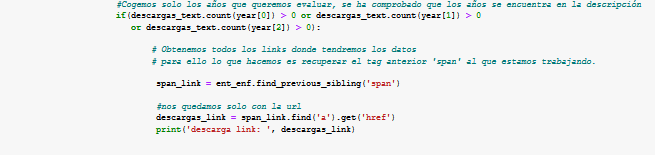 #Cogemos solo los años que queremos evaluar, se ha comprobado que los años se encuentra en la descripción
if(descargas_text.count(year[0]) > 0 or descargas_text.count(year[1]) > 0
or descargas_text.count(year[2]) > 0):
# Obtenemos todos los links donde tendremos los datos
# para ello lo que hacemos es recuperar el tag anterior 'span' al que estamos trabajando.
span_link = ent_enf.find_previous_sibling('span')
#nos quedamos solo con la url
descargas_link = span_link.find('a').get('href')
print('descarga link: ', descargas_link)